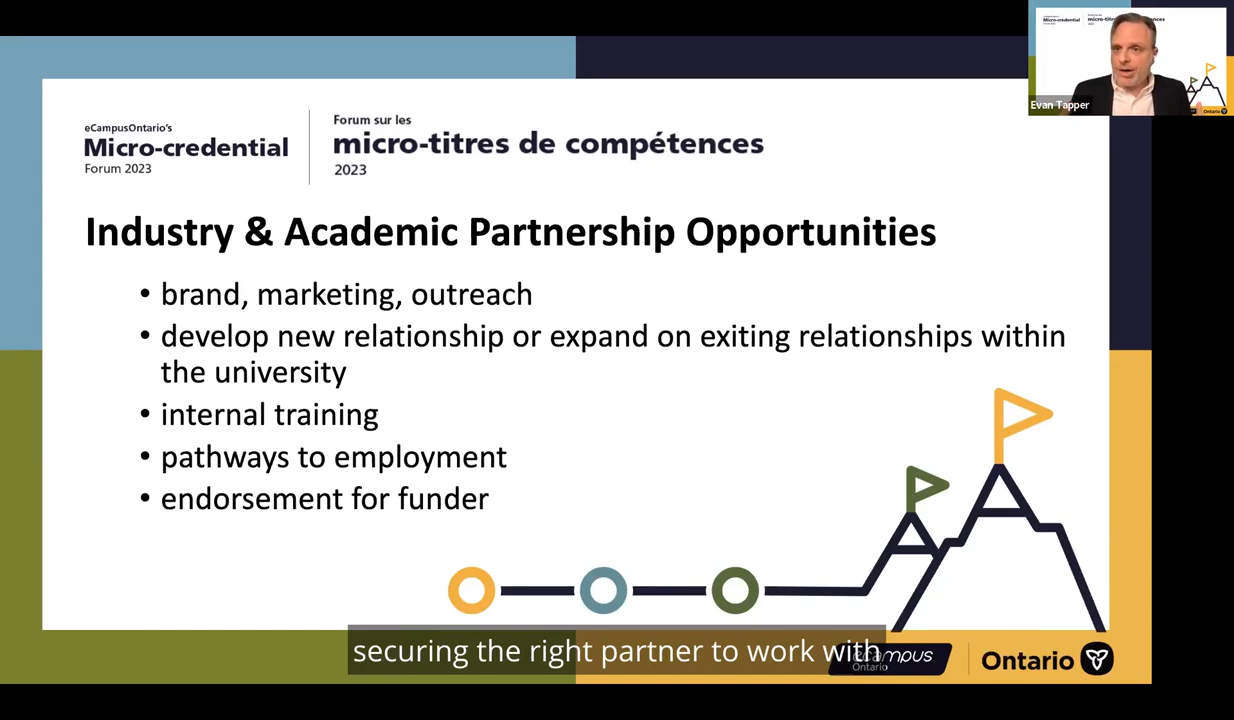 eCampusOntario's
Micro-credential
Forum 2023
Forum sur les
micro-titres de compétences
2023
Evan Tapper
Industry & Academic Partnership Opportunities
• brand, marketing, outreach
• develop new relationship or expand on exiting relationships within
the university
• internal training
• pathways to employment
• endorsement for funder
securing the right partner to work with
Ontario
Ontario